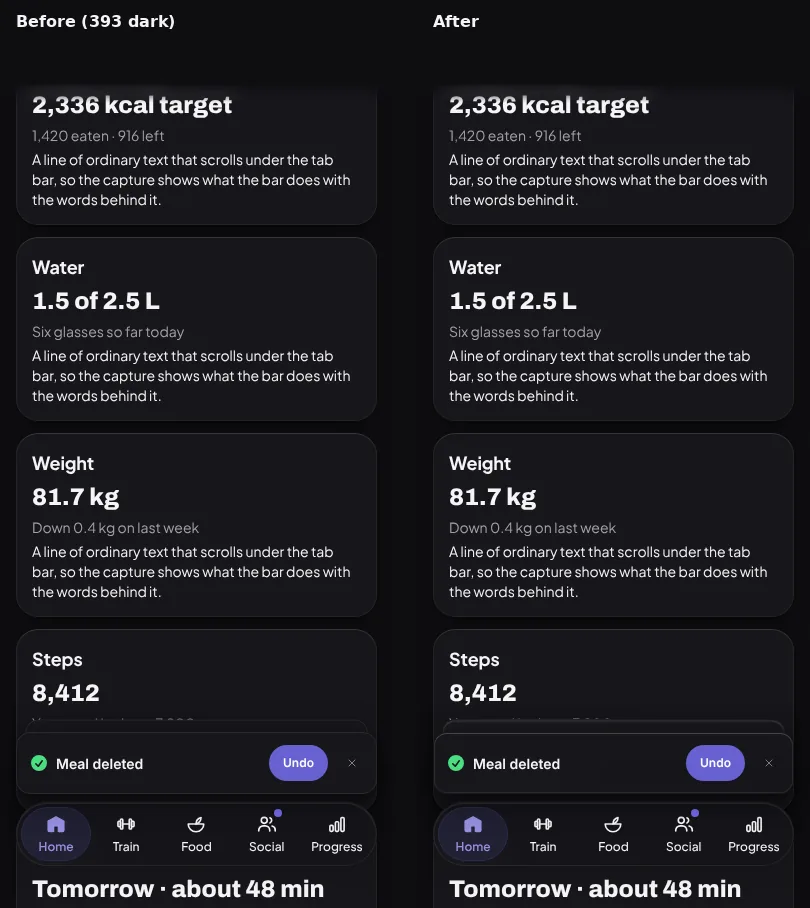 Before (393 dark)
2,336 kcal target
1,420 eaten · 916 left
A line of ordinary text that scrolls under the tab
bar, so the capture shows what the bar does with
the words behind it.
Water
1.5 of 2.5 L
Six glasses so far today
A line of ordinary text that scrolls under the tab
bar, so the capture shows what the bar does with
the words behind it.
Weight
81.7 kg
Down 0.4 kg on last week
A line of ordinary text that scrolls under the tab
bar, so the capture shows what the bar does with
the words behind it.
Steps
8,412
Meal deleted
Undo
Home Train Food Social Progress
Tomorrow · about 48 min
After
2,336 kcal target
1,420 eaten · 916 left
A line of ordinary text that scrolls under the tab
bar, so the capture shows what the bar does with
the words behind it.
Water
1.5 of 2.5 L
Six glasses so far today
A line of ordinary text that scrolls under the tab
bar, so the capture shows what the bar does with
the words behind it.
Weight
81.7 kg
Down 0.4 kg on last week
A line of ordinary text that scrolls under the tab
bar, so the capture shows what the bar does with
the words behind it.
Steps
8,412
Meal deleted
Undo
Home Train Food Social Progress
Tomorrow · about 48 min